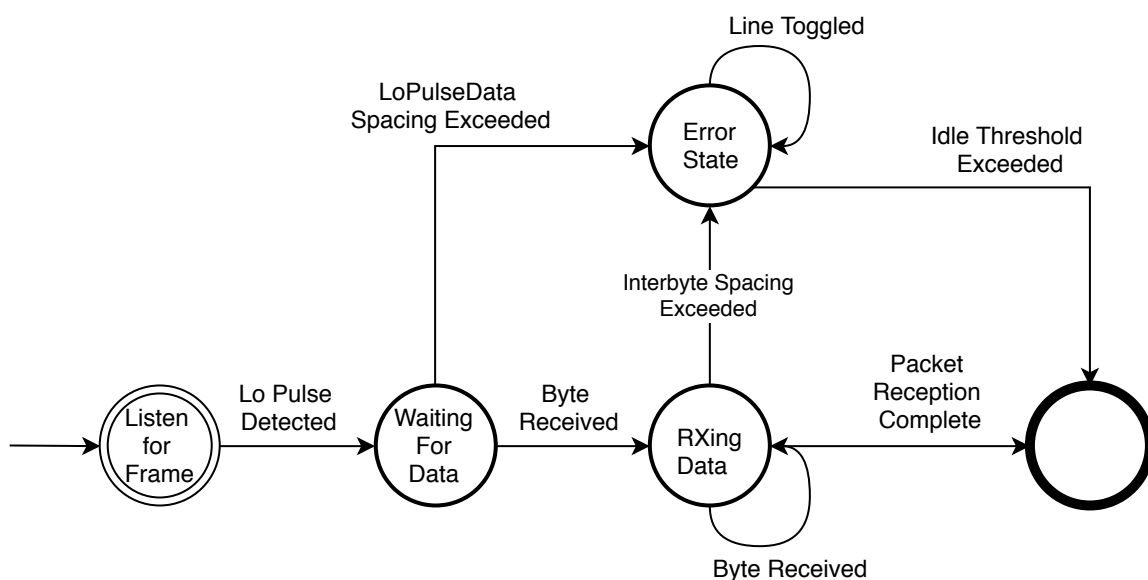 Line Toggled
LoPulseData
Spacing Exceeded
Error
State
Idle Threshold
Exceeded
Interbyte Spacing
Exceeded
Listen
for
Frame
Lo Pulse
Detected
Waiting
For
Data
Byte
Received
RXing
Data
Packet
Reception
Complete
Byte Received